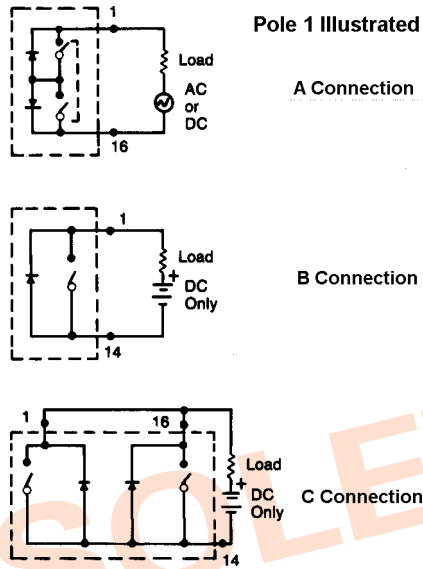 1
Pole 1 Illustrated
Load
AC
or
DC
A Connection
16
1
Load
+
DC
Only
B Connection
14
1
16
Load
+
DC
Only
C Connection
14
SOLE